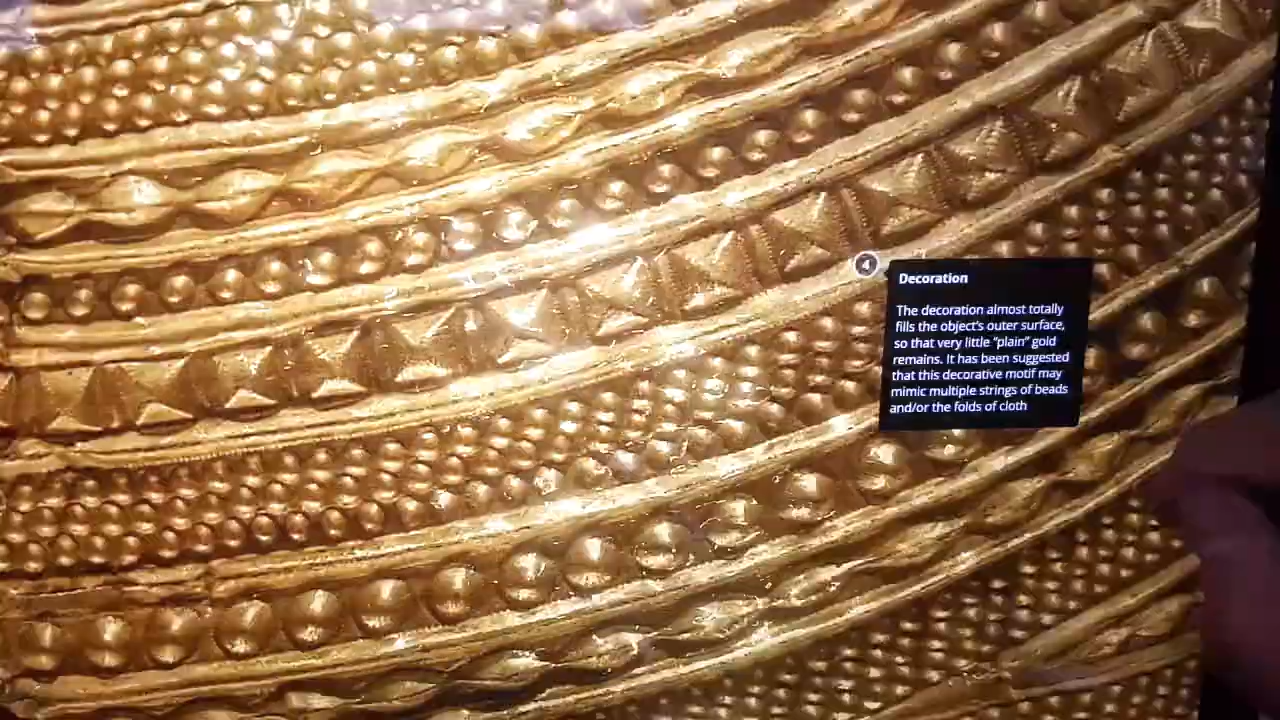 4
Decoration
The decoration almost totally
fills the object's outer surface,
so that very little "plain" gold
remains. It has been suggested
that this decorative motif may
mimic multiple strings of beads
and/or the folds of cloth